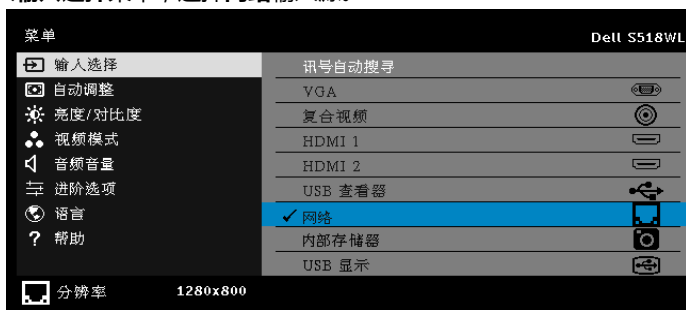 菜单 Dell S518WL
输入选择 讯号自动搜寻
自动调整 VGA
亮度/对比度 复合视频
视频模式 HDMI 1
音频音量 HDMI 2
进阶选项 USB 查看器
语言 网络
? 帮助 内部存储器
USB 显示
分辨率 1280x800